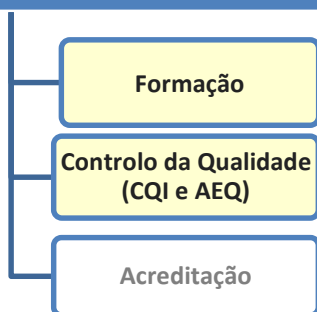 Formação
Controlo da Qualidade
(CQI e AEQ)
Acreditação